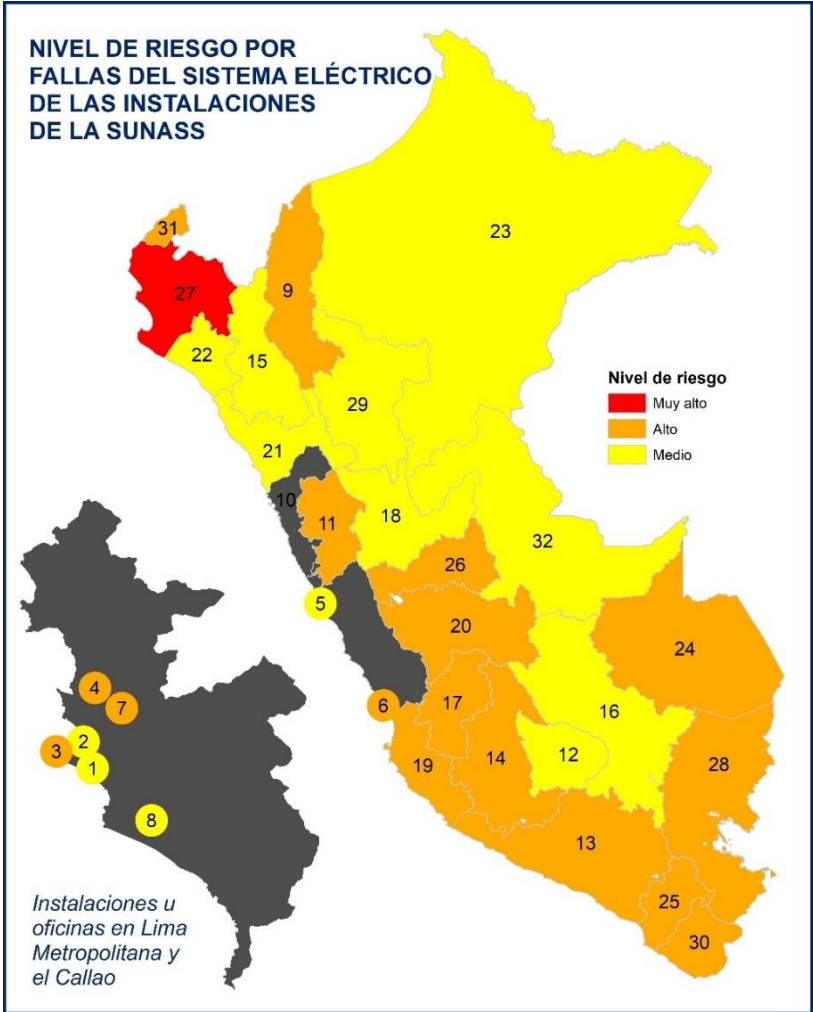 NIVEL DE RIESGO POR
FALLAS DEL SISTEMA ELÉCTRICO
DE LAS INSTALACIONES
DE LA SUNASS
31
23
27
9
22
15
Nivel de riesgo
Muy alto
Alto
Medio
29
21
10
11
18
32
26
5
20
24
4
7
6
17
16
3
2
1
19
14
12
28
8
13
25
30
Instalaciones u
oficinas en Lima
Metropolitana y
el Callao